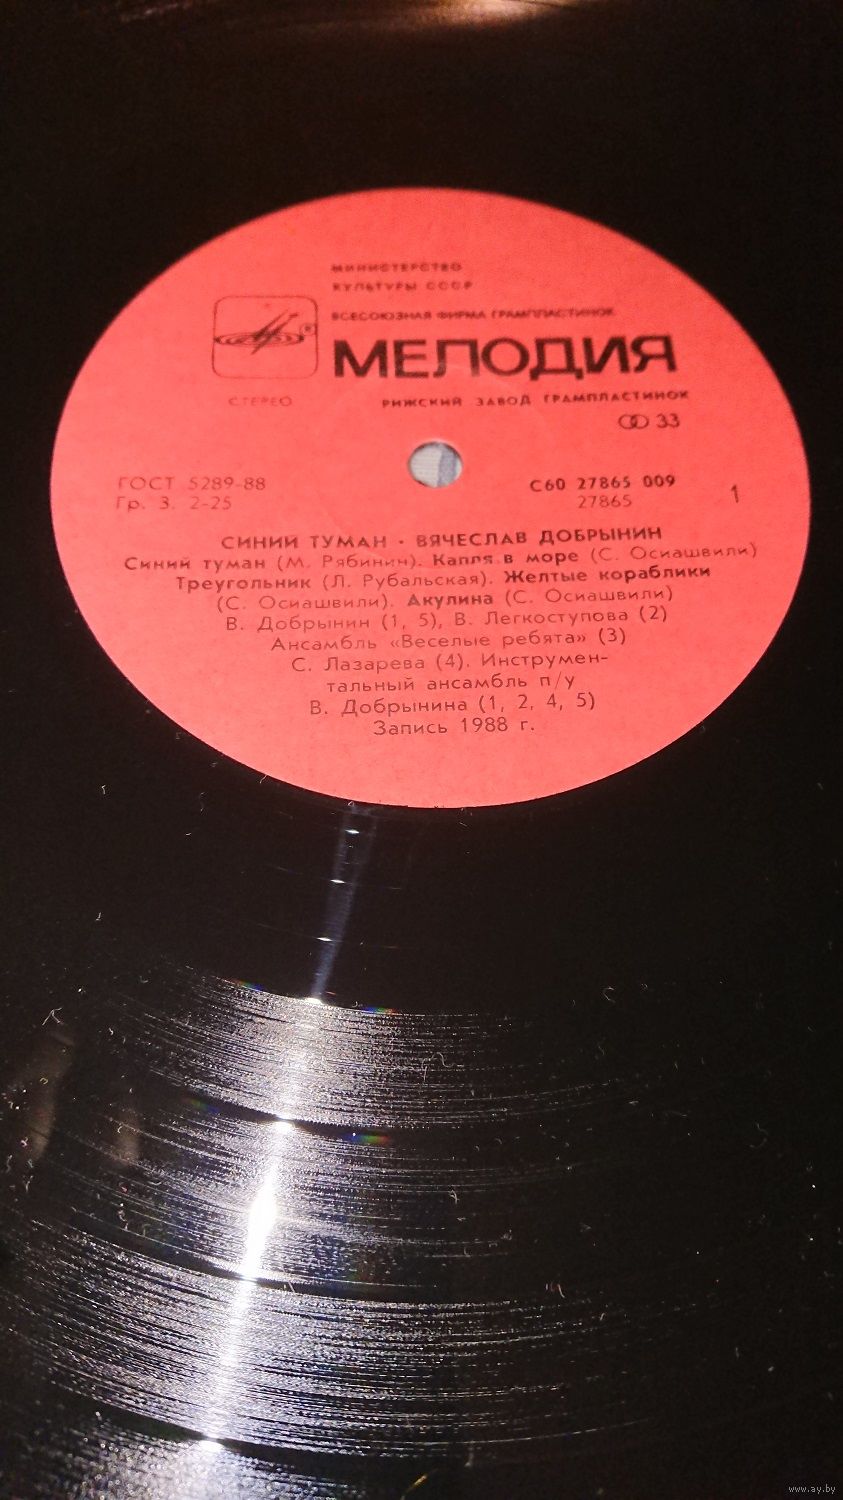 МИНИСТЕРСТВО
КУЛЬТУРЫ СССР
ВСЕСОЮЗНАЯ ФИРМА ГРАМПЛАСТИНОК
®
МЕЛОДИЯ
СТЕРЕО
РИЖСКИЙ ЗАВОД ГРАМПЛАСТИНОК
33
ГОСТ 5289-88
Гр. 3. 2-25
С60 27865 009
27865
1
СИНИЙ ТУМАН · ВЯЧЕСЛАВ ДОБРЫНИН
Синий туман (М. Рябинин). Капля в море (С. Осиашвили)
Треугольник (Л. Рубальская). Желтые кораблики
(С. Осиашвили). Акулина (С. Осиашвили)
В. Добрынин (1, 5), В. Легкоступова (2)
Ансамбль «Веселые ребята» (3)
С. Лазарева (4). Инструмен-
тальный ансамбль п/у
В. Добрынина (1, 2, 4, 5)
Запись 1988 г.
www.ay.by